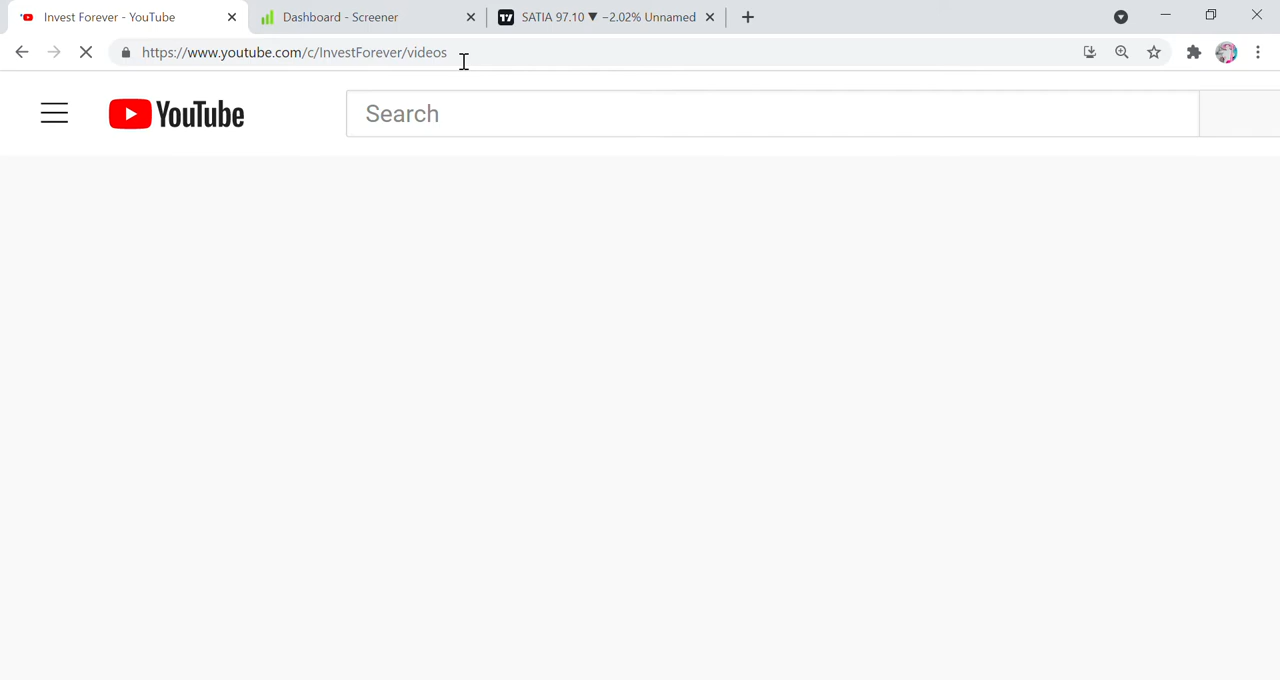 Invest Forever - YouTube
Dashboard - Screener
SATIA 97.10 ▼ −2.02% Unnamed
https://www.youtube.com/c/InvestForever/videos
YouTube
Search